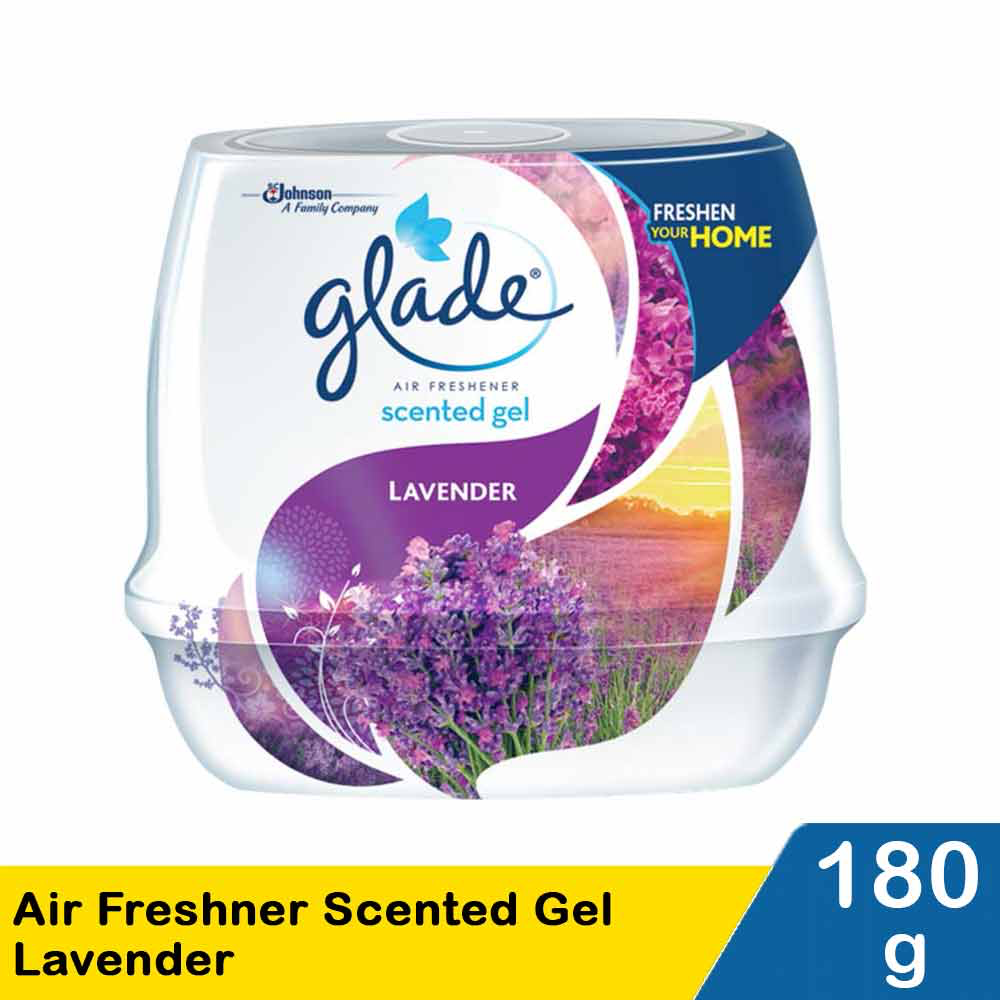 SC Johnson
A Family Company
glade®
AIR FRESHENER
scented gel
LAVENDER
FRESHEN
YOUR HOME
Air Freshner Scented Gel
Lavender
180
g